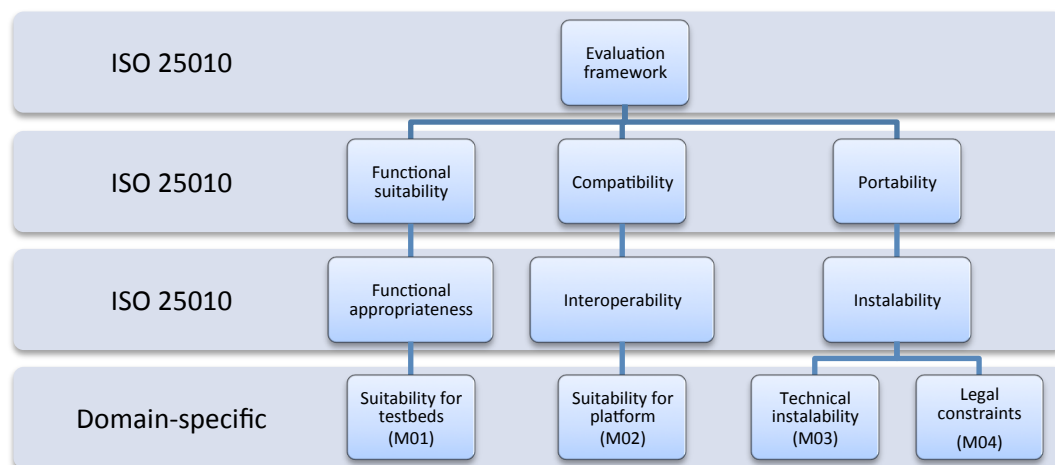 ISO 25010
Evaluation
framework
ISO 25010
Functional
suitability
Compatibility
Portability
ISO 25010
Functional
appropriateness
Interoperability
Instalability
Domain-specific
Suitability for
testbeds
(M01)
Suitability for
platform
(M02)
Technical
instalability
(M03)
Legal
constraints
(M04)